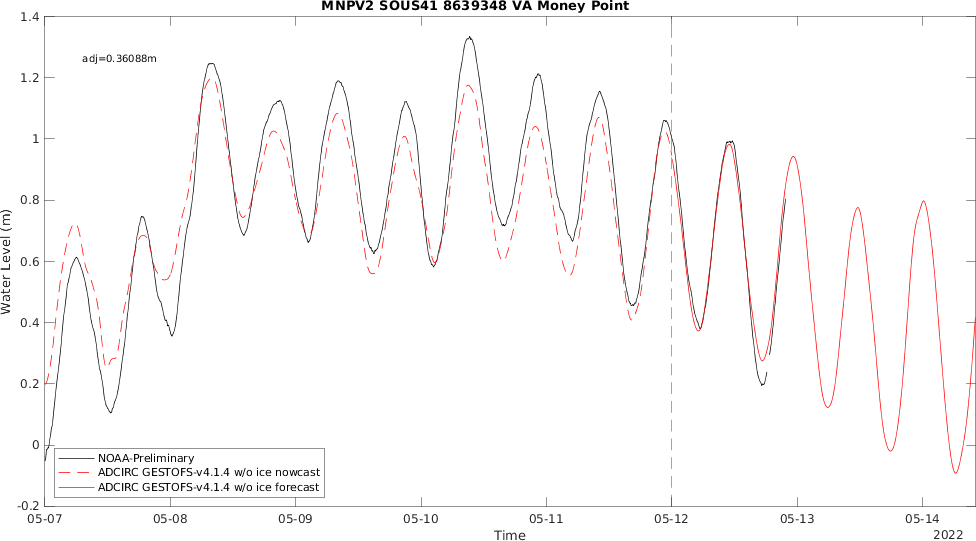 MNPV2 SOUS41 8639348 VA Money Point
1.4
adj=0.36088m
1.2
1
0.8
0.6
0.4
0.2
0
-0.2
Water Level (m)
NOAA-Preliminary
ADCIRC GESTOFS-v4.1.4 w/o ice nowcast
ADCIRC GESTOFS-v4.1.4 w/o ice forecast
05-07 05-08 05-09 05-10 05-11 05-12 05-13 05-14
Time
2022